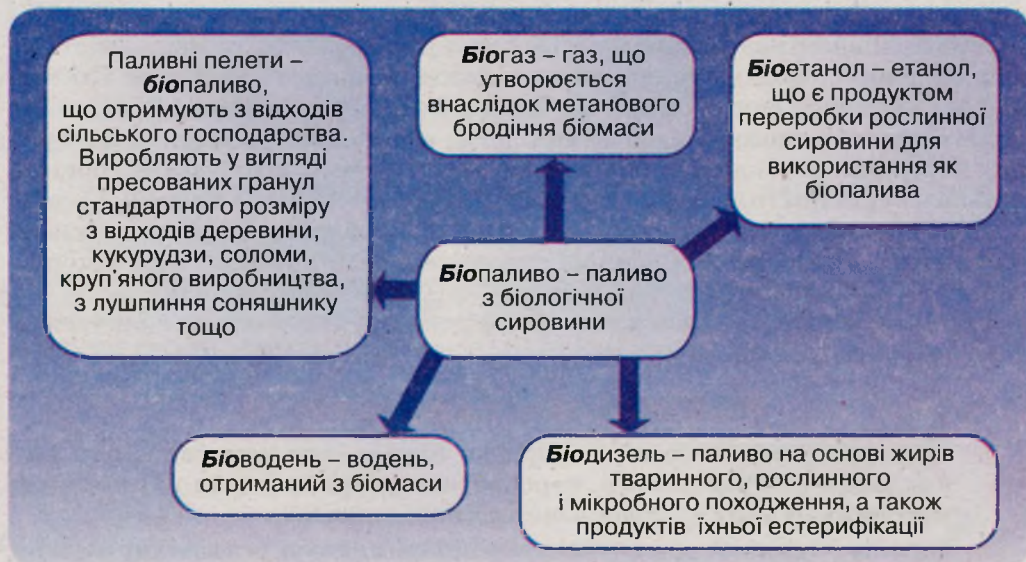 Паливні пелети –
біопаливо,
що отримують з відходів
сільського господарства.
Виробляють у вигляді
пресованих гранул
стандартного розміру
з відходів деревини,
кукурудзи, соломи,
круп'яного виробництва,
з лушпиння соняшнику
тощо
Біогаз – газ, що
утворюється
внаслідок метанового
бродіння біомаси
Біоетанол – етанол,
що є продуктом
переробки рослинної
сировини для
використання як
біопалива
Біопаливо – паливо
з біологічної
сировини
Біоводень – водень,
отриманий з біомаси
Біодизель – паливо на основі жирів
тваринного, рослинного
і мікробного походження, а також
продуктів їхньої естерифікації